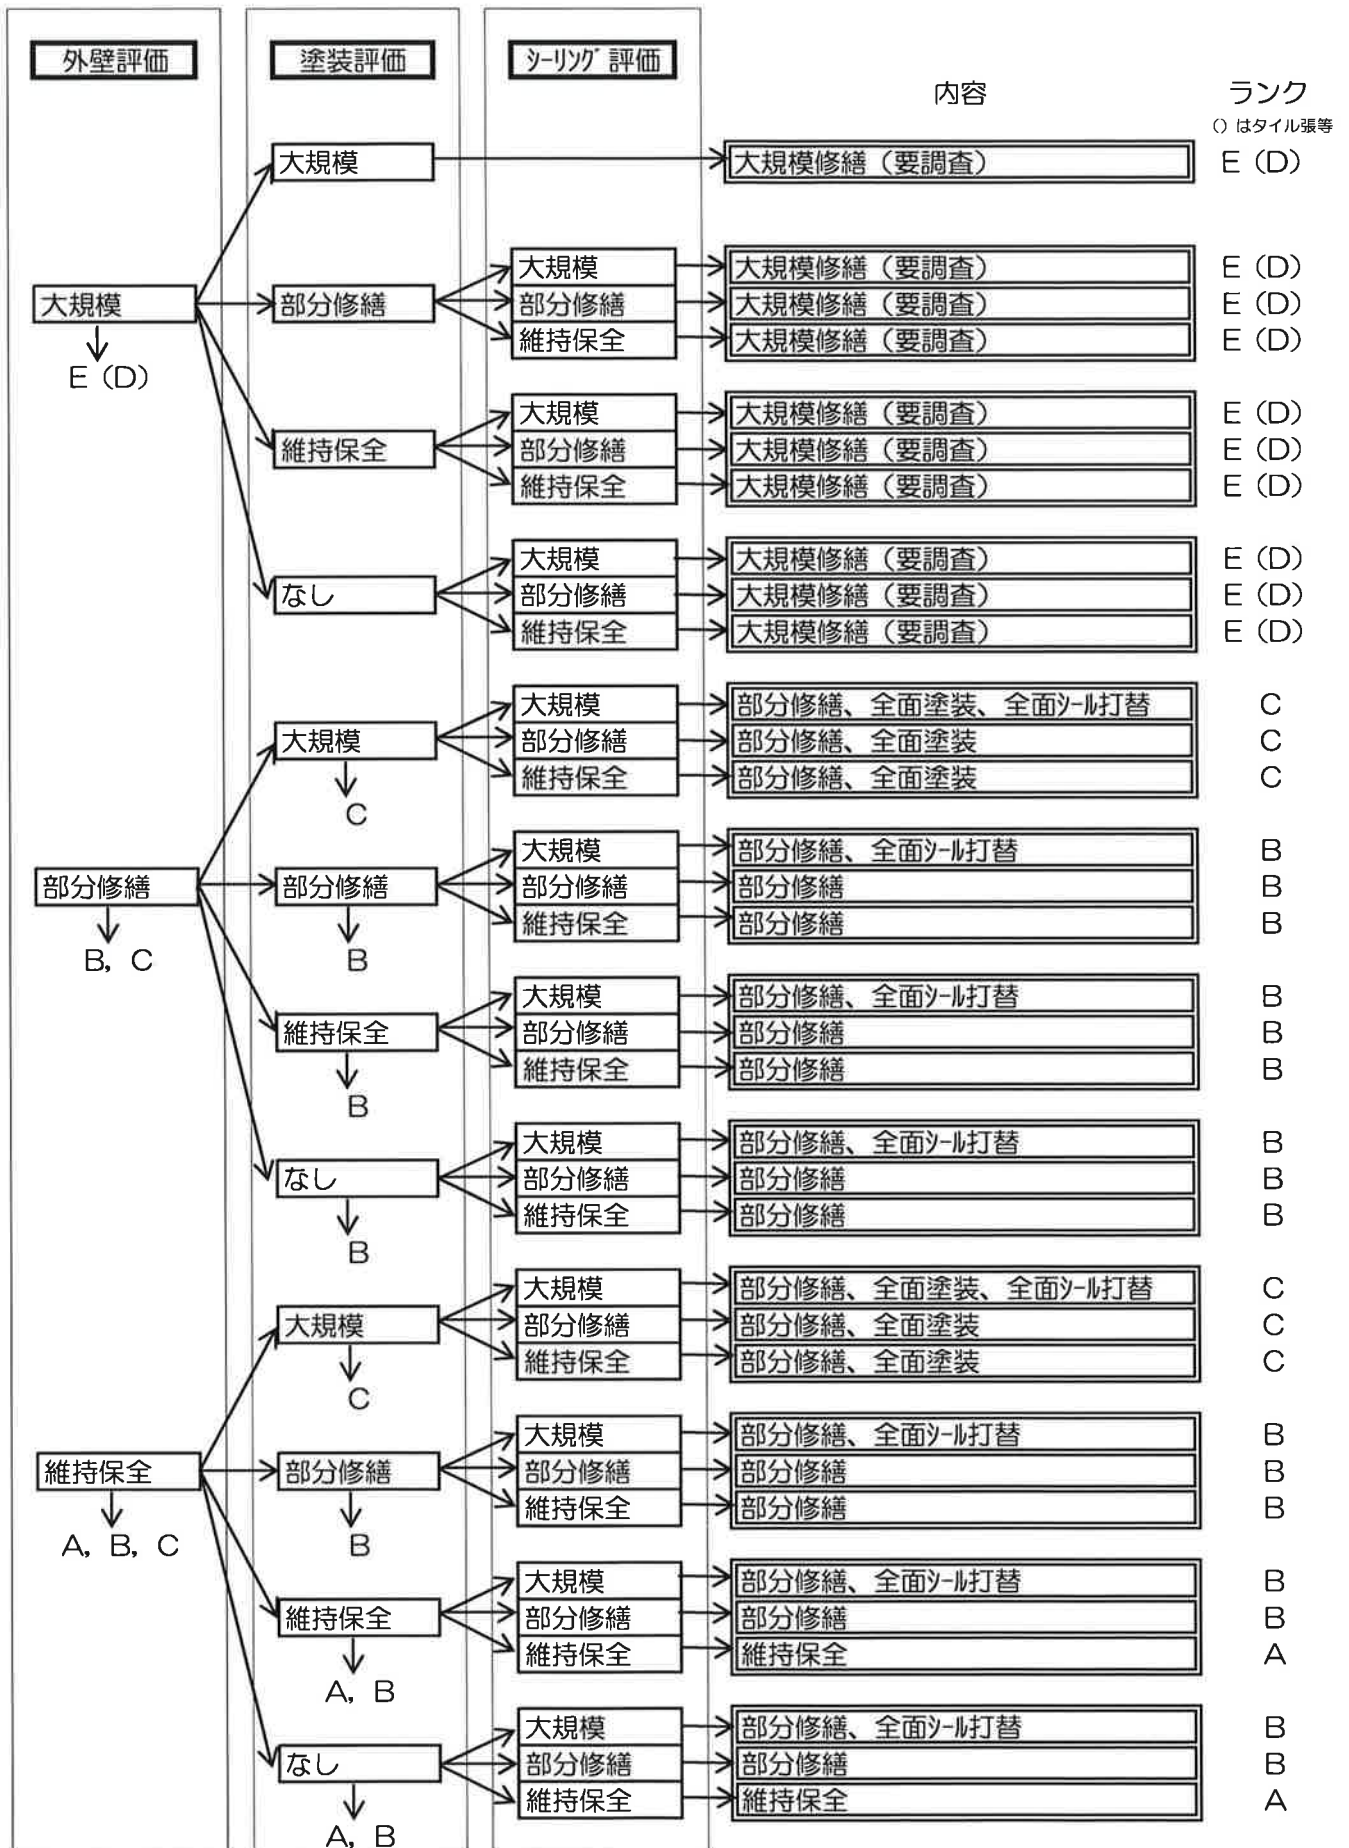 外壁評価 塗装評価 ｼｰﾘﾝｸﾞ評価
内容 ランク
() はタイル張等
大規模 大規模修繕（要調査） E（D）
大規模 大規模修繕（要調査） E（D）
大規模 部分修繕 部分修繕 大規模修繕（要調査） E（D）
維持保全 大規模修繕（要調査） E（D）
E（D）
大規模 大規模修繕（要調査） E（D）
維持保全 部分修繕 大規模修繕（要調査） E（D）
維持保全 大規模修繕（要調査） E（D）
大規模 大規模修繕（要調査） E（D）
なし 部分修繕 大規模修繕（要調査） E（D）
維持保全 大規模修繕（要調査） E（D）
大規模 部分修繕、全面塗装、全面ｼｰﾙ打替 C
大規模 部分修繕 部分修繕、全面塗装 C
維持保全 部分修繕、全面塗装 C
C
大規模 部分修繕、全面ｼｰﾙ打替 B
部分修繕 部分修繕 部分修繕 部分修繕 B
維持保全 部分修繕 B
B，C B
大規模 部分修繕、全面ｼｰﾙ打替 B
維持保全 部分修繕 部分修繕 B
維持保全 部分修繕 B
B
大規模 部分修繕、全面ｼｰﾙ打替 B
なし 部分修繕 部分修繕 B
維持保全 部分修繕 B
B
大規模 部分修繕、全面塗装、全面ｼｰﾙ打替 C
大規模 部分修繕 部分修繕、全面塗装 C
維持保全 部分修繕、全面塗装 C
C
大規模 部分修繕、全面ｼｰﾙ打替 B
維持保全 部分修繕 部分修繕 部分修繕 B
維持保全 部分修繕 B
A，B，C B
大規模 部分修繕、全面ｼｰﾙ打替 B
維持保全 部分修繕 部分修繕 B
維持保全 維持保全 A
A，B
大規模 部分修繕、全面ｼｰﾙ打替 B
なし 部分修繕 部分修繕 B
維持保全 維持保全 A
A，B